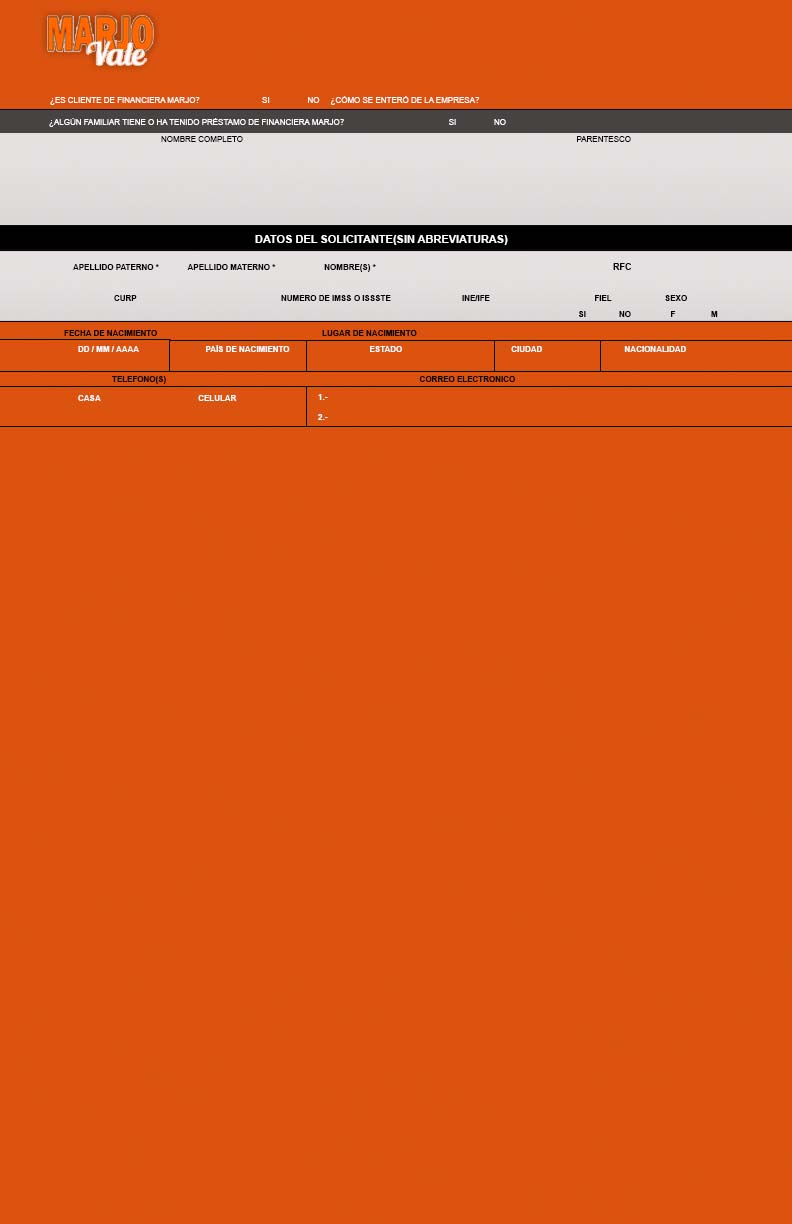 MARJO
Vale
¿ES CLIENTE DE FINANCIERA MARJO? SI NO ¿CÓMO SE ENTERÓ DE LA EMPRESA?
¿ALGÚN FAMILIAR TIENE O HA TENIDO PRÉSTAMO DE FINANCIERA MARJO? SI NO
NOMBRE COMPLETO PARENTESCO
DATOS DEL SOLICITANTE(SIN ABREVIATURAS)
APELLIDO PATERNO * APELLIDO MATERNO * NOMBRE(S) * RFC
CURP NUMERO DE IMSS O ISSSTE INE/IFE FIEL SEXO
SI NO F M
FECHA DE NACIMIENTO LUGAR DE NACIMIENTO
DD / MM / AAAA PAÍS DE NACIMIENTO ESTADO CIUDAD NACIONALIDAD
TELEFONO(S) CORREO ELECTRONICO
CASA CELULAR 1.-
2.-